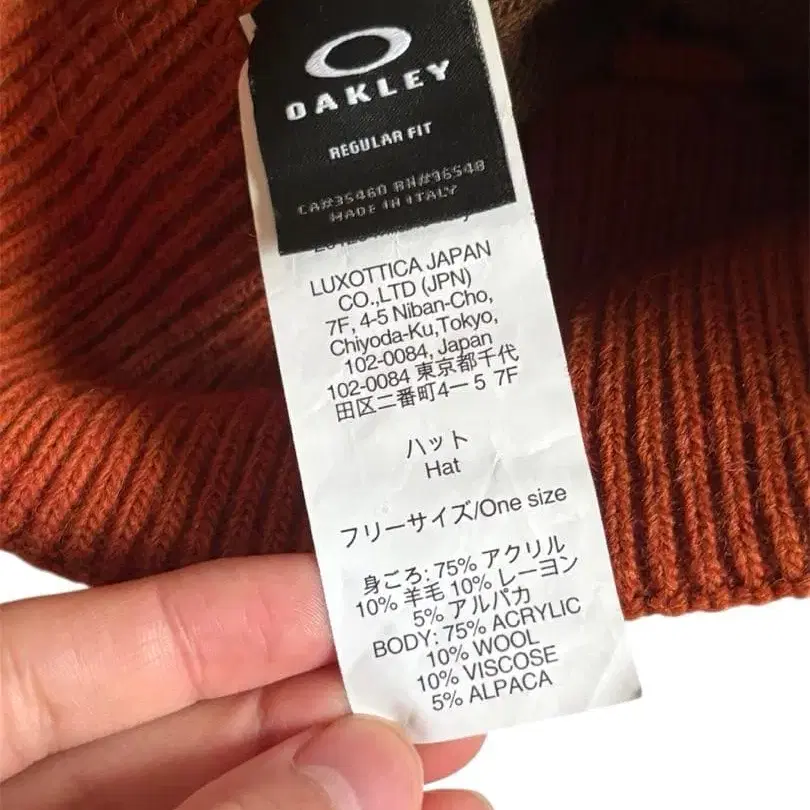 OAKLEY
REGULAR FIT
CA#35460 RN#96548
MADE IN ITALY
LUXOTTICA JAPAN
CO.,LTD (JPN)
7F, 4-5 Niban-Cho,
Chiyoda-Ku,Tokyo,
102-0084, Japan
102-0084 東京都千代
田区二番町4ー5 7F
ハット
Hat
フリーサイズ/One size
身ごろ: 75% アクリル
10% 羊毛 10% レーヨン
5% アルパカ
BODY: 75% ACRYLIC
10% WOOL
10% VISCOSE
5% ALPACA